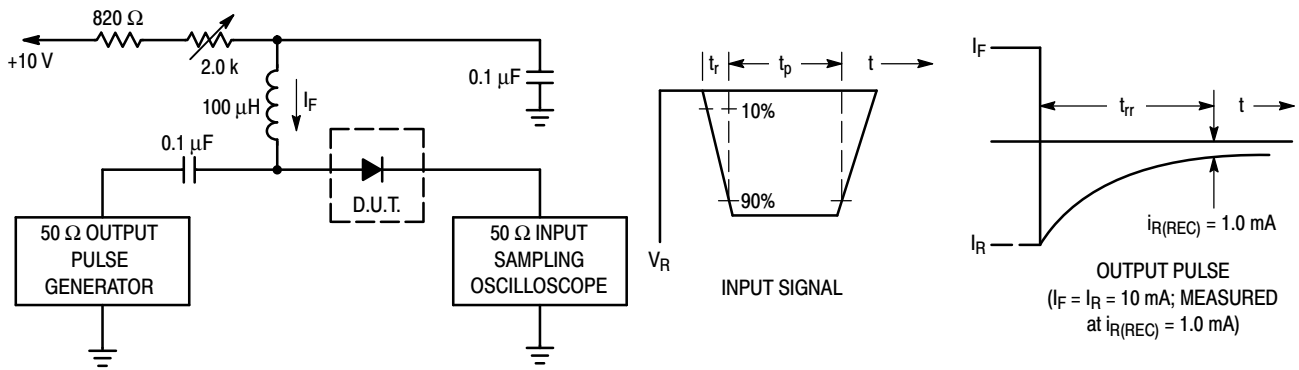 820 Ω
+10 V
2.0 k
100 μH
I_F
0.1 μF
0.1 μF
D.U.T.
50 Ω OUTPUT
PULSE
GENERATOR
50 Ω INPUT
SAMPLING
OSCILLOSCOPE
t_r
t_p
t
10%
90%
V_R
INPUT SIGNAL
I_F
t_rr
t
I_R
i_R(REC) = 1.0 mA
OUTPUT PULSE
(I_F = I_R = 10 mA; MEASURED
at i_R(REC) = 1.0 mA)